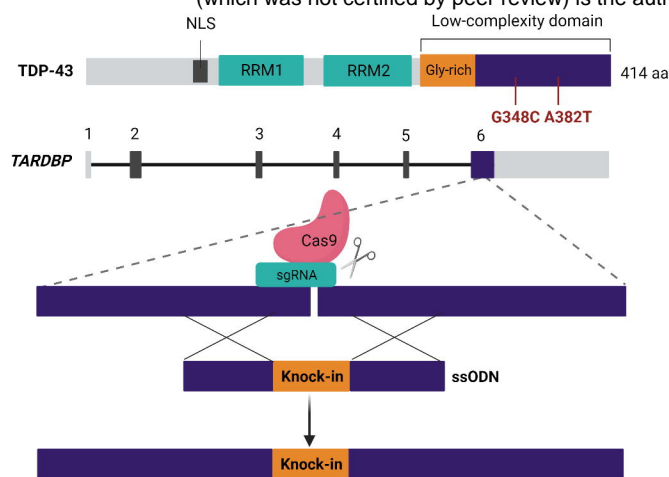 (which was not certified by peer review) is the auth
Low-complexity domain
NLS
TDP-43 RRM1 RRM2 Gly-rich 414 aa
G348C A382T
1 2 3 4 5 6
TARDBP
Cas9
sgRNA
Knock-in ssODN
Knock-in